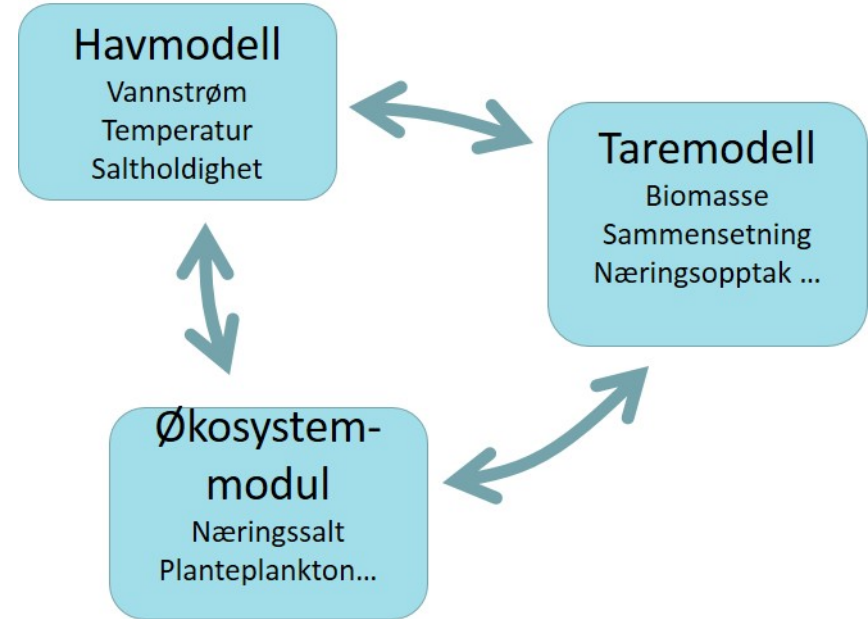 Havmodell
Vannstrøm
Temperatur
Saltholdighet
Taremodell
Biomasse
Sammensetning
Næringsopptak ...
Økosystem-
modul
Næringssalt
Planteplankton...